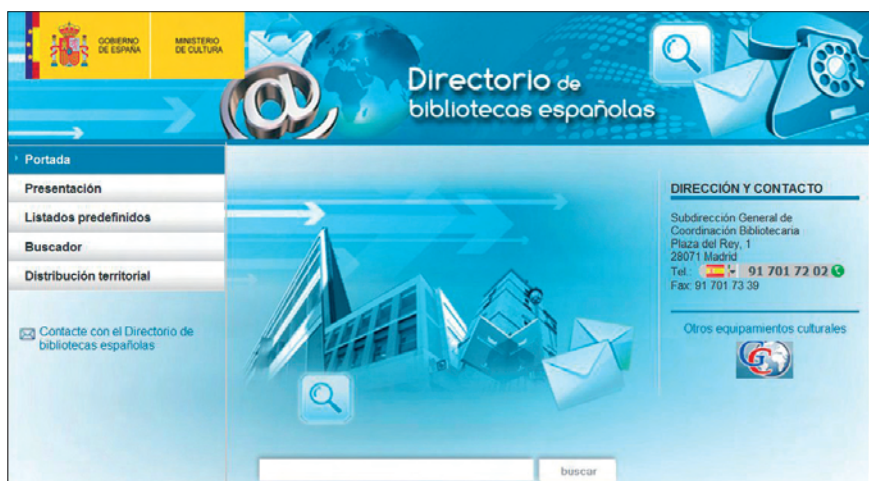 GOBIERNO
DE ESPAÑA
MINISTERIO
DE CULTURA
Directorio de
bibliotecas españolas
Portada
Presentación
Listados predefinidos
Buscador
Distribución territorial
Contacte con el Directorio de
bibliotecas españolas
DIRECCIÓN Y CONTACTO
Subdirección General de
Coordinación Bibliotecaria
Plaza del Rey, 1
28071 Madrid
Tel.: 91 701 72 02
Fax: 91 701 73 39
Otros equipamientos culturales
buscar